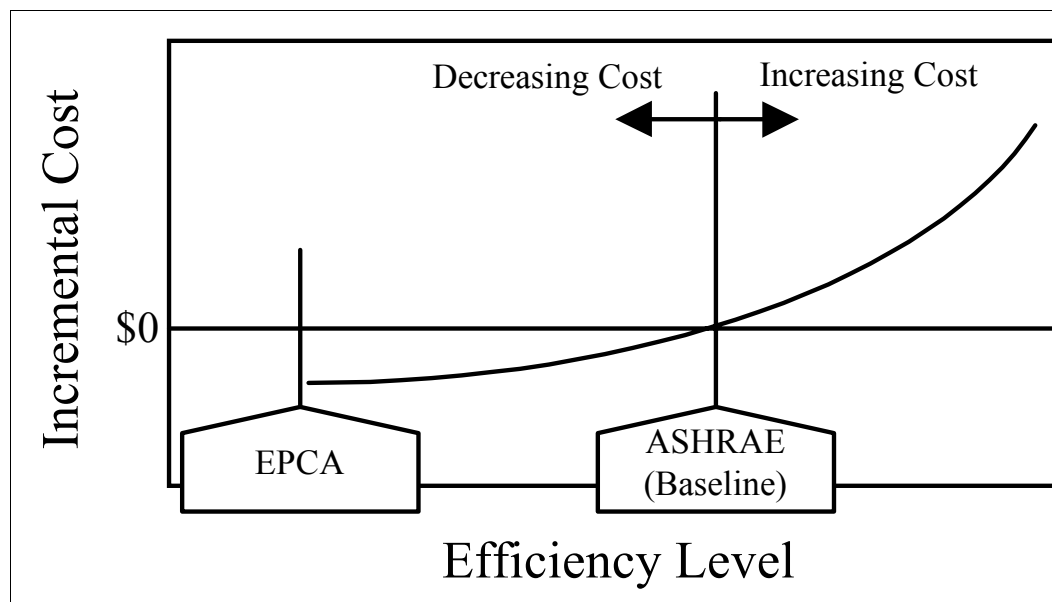 Decreasing Cost
Increasing Cost
Incremental Cost
$0
EPCA
ASHRAE
(Baseline)
Efficiency Level